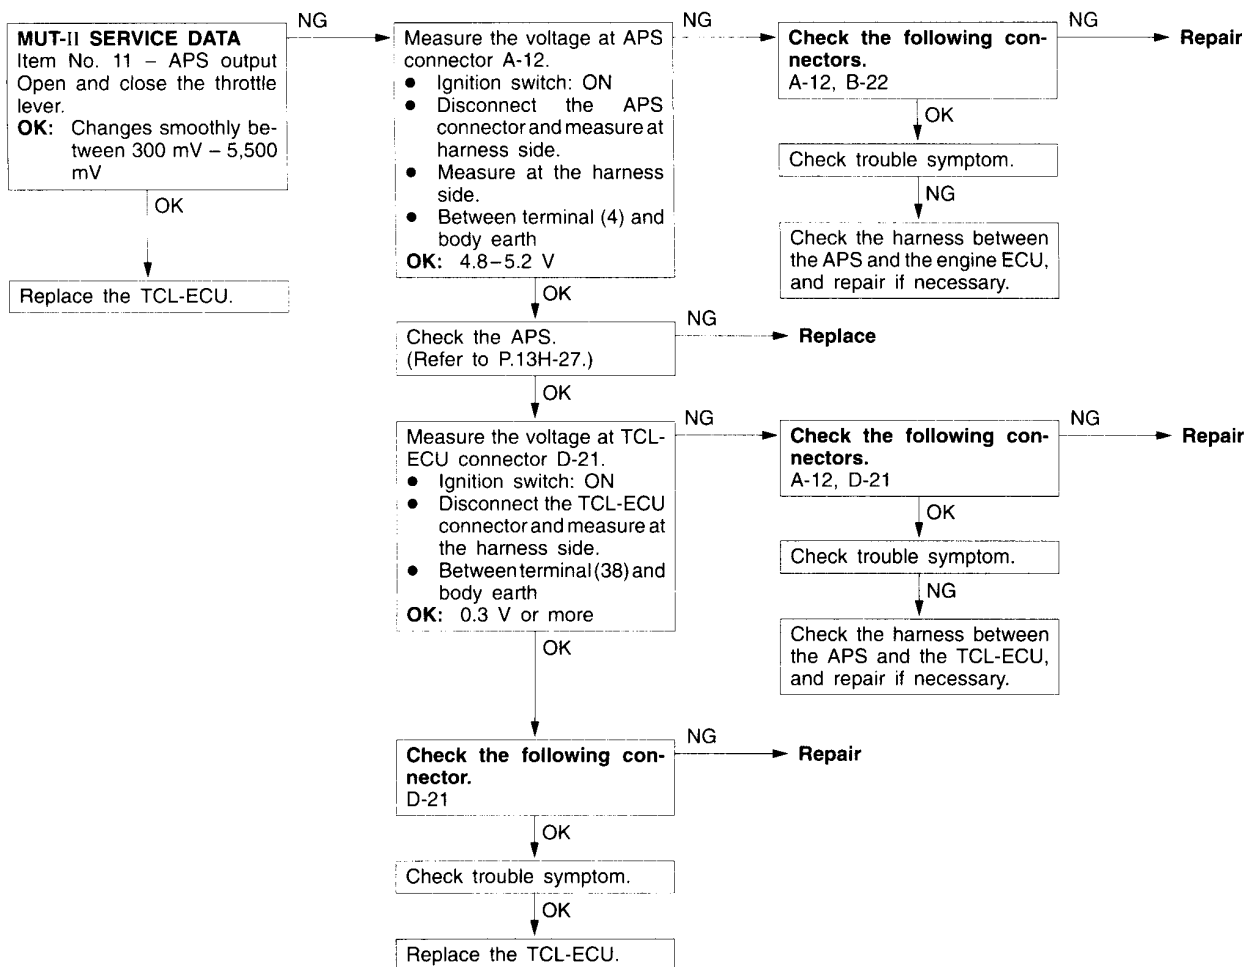 MUT-II SERVICE DATA
Item No. 11 – APS output
Open and close the throttle
lever.
OK: Changes smoothly be-
tween 300 mV – 5,500
mV
NG
OK
Replace the TCL-ECU.
Measure the voltage at APS
connector A-12.
● Ignition switch: ON
● Disconnect the APS
connector and measure at
harness side.
● Measure at the harness
side.
● Between terminal (4) and
body earth
OK: 4.8–5.2 V
NG
Check the following con-
nectors.
A-12, B-22
NG
Repair
OK
Check trouble symptom.
NG
Check the harness between
the APS and the engine ECU,
and repair if necessary.
OK
Check the APS.
(Refer to P.13H-27.)
NG
Replace
OK
Measure the voltage at TCL-
ECU connector D-21.
● Ignition switch: ON
● Disconnect the TCL-ECU
connector and measure at
the harness side.
● Between terminal (38) and
body earth
OK: 0.3 V or more
NG
Check the following con-
nectors.
A-12, D-21
NG
Repair
OK
Check trouble symptom.
NG
Check the harness between
the APS and the TCL-ECU,
and repair if necessary.
OK
Check the following con-
nector.
D-21
NG
Repair
OK
Check trouble symptom.
OK
Replace the TCL-ECU.